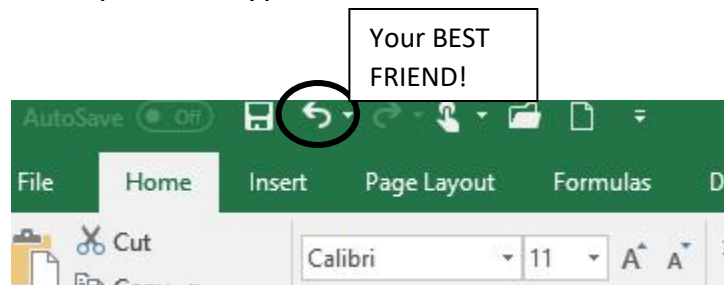 Your BEST
FRIEND!
AutoSave Off
File Home Insert Page Layout Formulas D
Cut
Calibri 11 A A